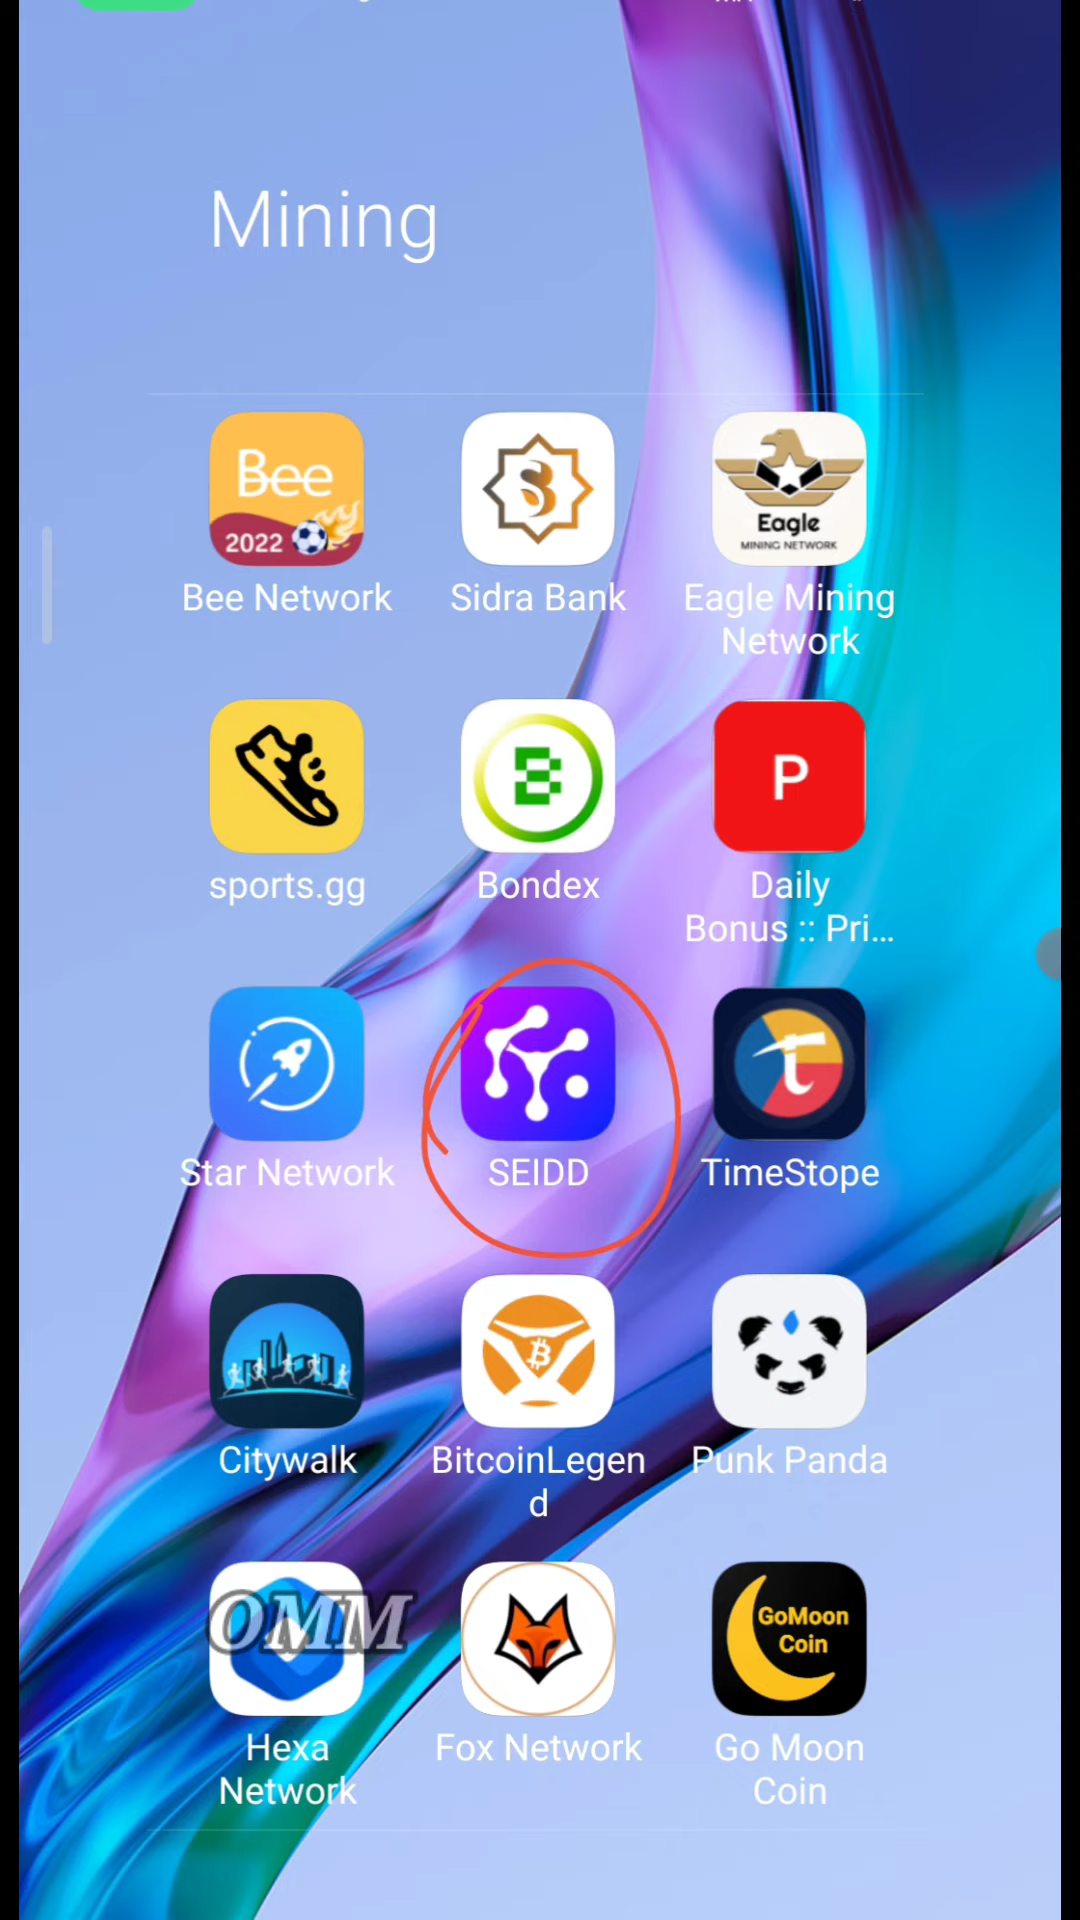 Mining
Bee
2022
Bee Network
Sidra Bank
Eagle
MINING NETWORK
Eagle Mining
Network
sports.gg
B
Bondex
P
Daily
Bonus :: Pri...
Star Network
SEIDD
t
TimeStope
Citywalk
BitcoinLegen
d
Punk Panda
OMM
Hexa
Network
Fox Network
GoMoon
Coin
Go Moon
Coin